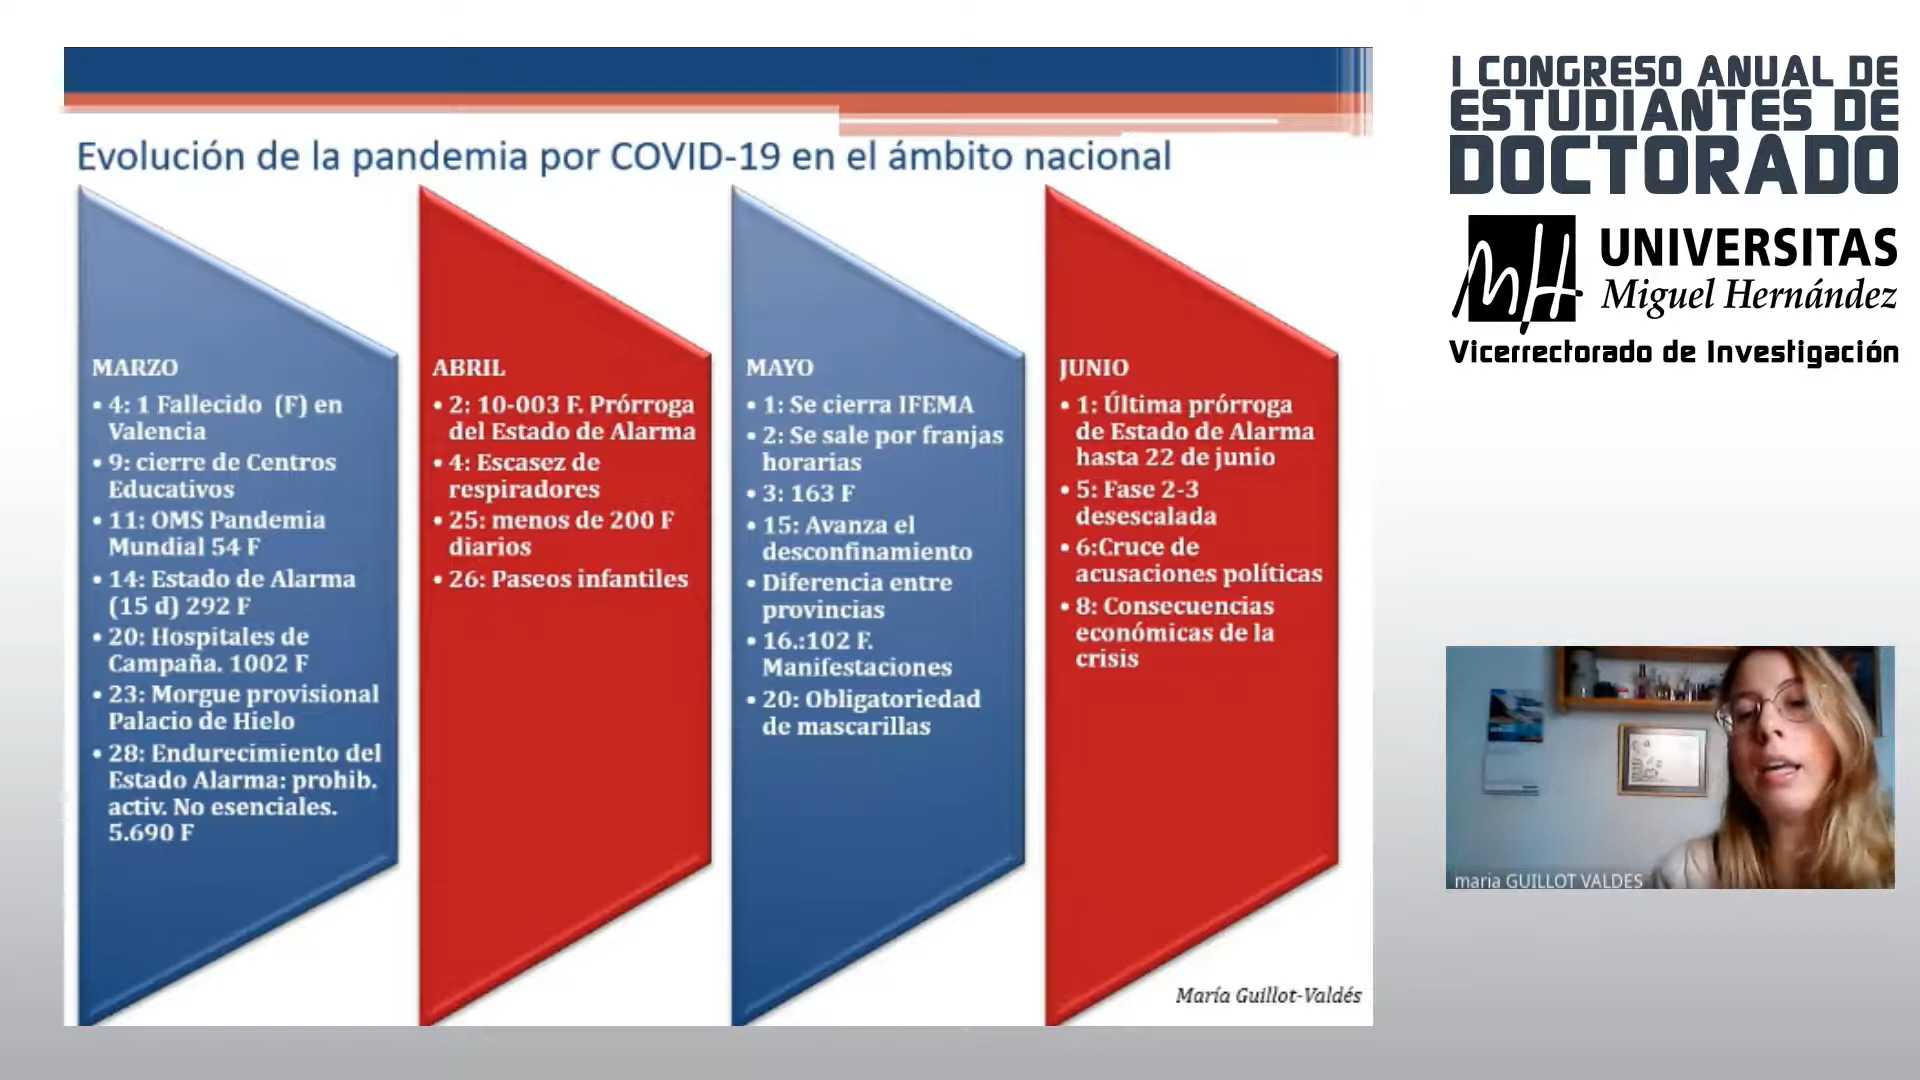 Evolución de la pandemia por COVID-19 en el ámbito nacional
MARZO
• 4: 1 Fallecido (F) en
Valencia
• 9: cierre de Centros
Educativos
• 11: OMS Pandemia
Mundial 54 F
• 14: Estado de Alarma
(15 d) 292 F
• 20: Hospitales de
Campaña. 1002 F
• 23: Morgue provisional
Palacio de Hielo
• 28: Endurecimiento del
Estado Alarma: prohib.
activ. No esenciales.
5.690 F
ABRIL
• 2: 10-003 F. Prórroga
del Estado de Alarma
• 4: Escasez de
respiradores
• 25: menos de 200 F
diarios
• 26: Paseos infantiles
MAYO
• 1: Se cierra IFEMA
• 2: Se sale por franjas
horarias
• 3: 163 F
• 15: Avanza el
desconfinamiento
• Diferencia entre
provincias
• 16.:102 F.
Manifestaciones
• 20: Obligatoriedad
de mascarillas
JUNIO
• 1: Última prórroga
de Estado de Alarma
hasta 22 de junio
• 5: Fase 2-3
desescalada
• 6:Cruce de
acusaciones políticas
• 8: Consecuencias
económicas de la
crisis
María Guillot-Valdés
I CONGRESO ANUAL DE
ESTUDIANTES DE
DOCTORADO
MH
UNIVERSITAS
Miguel Hernández
Vicerrectorado de Investigación
maria GUILLOT VALDES